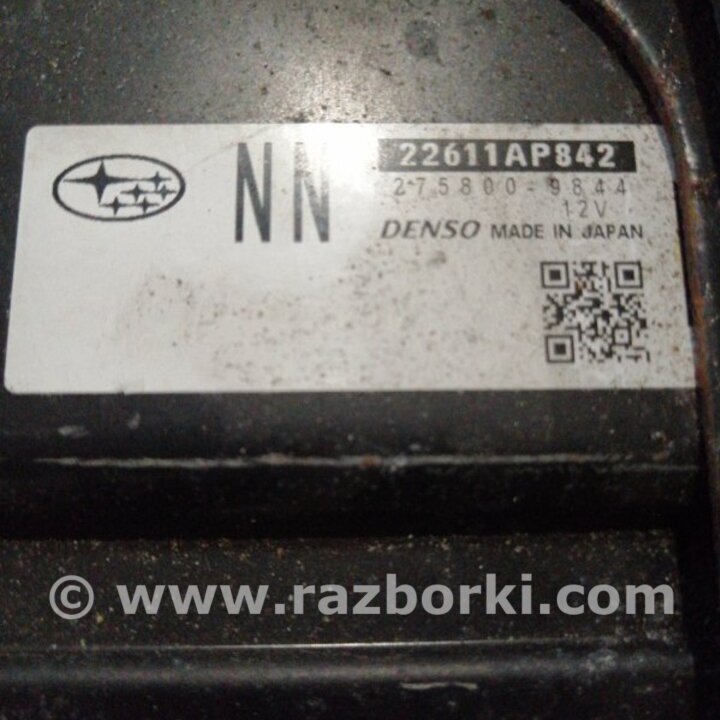 NN
22611AP842
275800-9844
12V
DENSO MADE IN JAPAN
© www.razborki.com